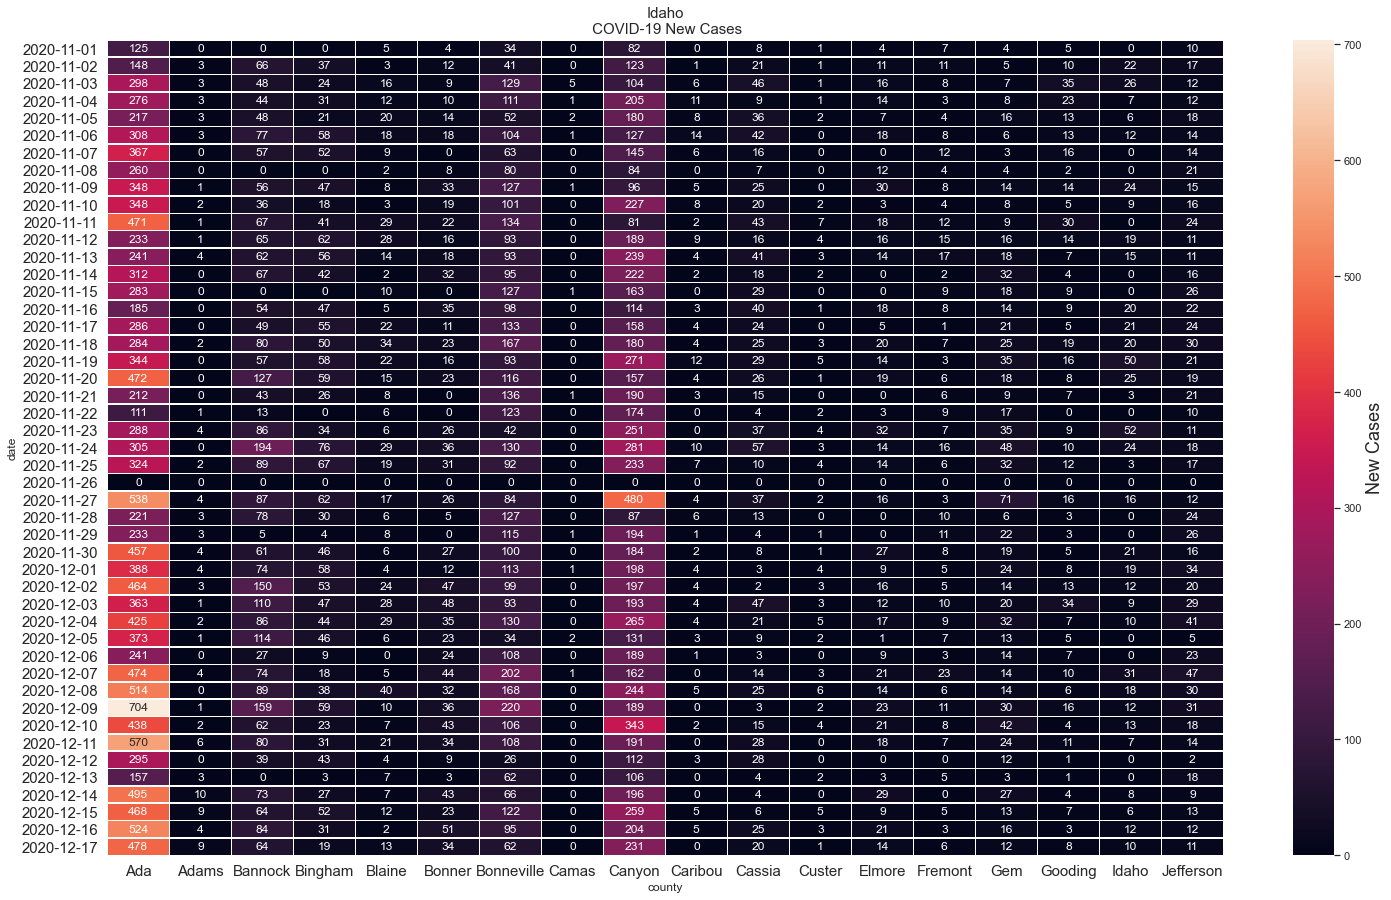 Idaho
COVID-19 New Cases
2020-11-01 125 0 0 0 5 4 34 0 82 0 8 1 4 7 4 5 0 10
2020-11-02 148 3 66 37 3 12 41 0 123 1 21 1 11 11 5 10 22 17
2020-11-03 298 3 48 24 16 9 129 5 104 6 46 1 16 8 7 35 26 12
2020-11-04 276 3 44 31 12 10 111 1 205 11 9 1 14 3 8 23 7 12
2020-11-05 217 3 48 21 20 14 52 2 180 8 36 2 7 4 16 13 6 18
2020-11-06 308 3 77 58 18 18 104 1 127 14 42 0 18 8 6 13 12 14
2020-11-07 367 0 57 52 9 0 63 0 145 6 16 0 0 12 3 16 0 14
2020-11-08 260 0 0 0 2 8 80 0 84 0 7 0 12 4 4 2 0 21
2020-11-09 348 1 56 47 8 33 127 1 96 5 25 0 30 8 14 14 24 15
2020-11-10 348 2 36 18 3 19 101 0 227 8 20 2 3 4 8 5 9 16
2020-11-11 471 1 67 41 29 22 134 0 81 2 43 7 18 12 9 30 0 24
2020-11-12 233 1 65 62 28 16 93 0 189 9 16 4 16 15 16 14 19 11
2020-11-13 241 4 62 56 14 18 93 0 239 4 41 3 14 17 18 7 15 11
2020-11-14 312 0 67 42 2 32 95 0 222 2 18 2 0 2 32 4 0 16
2020-11-15 283 0 0 0 10 0 127 1 163 0 29 0 0 9 18 9 0 26
2020-11-16 185 0 54 47 5 35 98 0 114 3 40 1 18 8 14 9 20 22
2020-11-17 286 0 49 55 22 11 133 0 158 4 24 0 5 1 21 5 21 24
2020-11-18 284 2 80 50 34 23 167 0 180 4 25 3 20 7 25 19 20 30
2020-11-19 344 0 57 58 22 16 93 0 271 12 29 5 14 3 35 16 50 21
2020-11-20 472 0 127 59 15 23 116 0 157 4 26 1 19 6 18 8 25 19
2020-11-21 212 0 43 26 8 0 136 1 190 3 15 0 0 6 9 7 3 21
2020-11-22 111 1 13 0 6 0 123 0 174 0 4 2 3 9 17 0 0 10
2020-11-23 288 4 86 34 6 26 42 0 251 0 37 4 32 7 35 9 52 11
2020-11-24 305 0 194 76 29 36 130 0 281 10 57 3 14 16 48 10 24 18
2020-11-25 324 2 89 67 19 31 92 0 233 7 10 4 14 6 32 12 3 17
2020-11-26 0 0 0 0 0 0 0 0 0 0 0 0 0 0 0 0 0 0
2020-11-27 538 4 87 62 17 26 84 0 480 4 37 2 16 3 71 16 16 12
2020-11-28 221 3 78 30 6 5 127 0 87 6 13 0 0 10 6 3 0 24
2020-11-29 233 3 5 4 8 0 115 1 194 1 4 1 0 11 22 3 0 26
2020-11-30 457 4 61 46 6 27 100 0 184 2 8 1 27 8 19 5 21 16
2020-12-01 388 4 74 58 4 12 113 1 198 4 3 4 9 5 24 8 19 34
2020-12-02 464 3 150 53 24 47 99 0 197 4 2 3 16 5 14 13 12 20
2020-12-03 363 1 110 47 28 48 93 0 193 4 47 3 12 10 20 34 9 29
2020-12-04 425 2 86 44 29 35 130 0 265 4 21 5 17 9 32 7 10 41
2020-12-05 373 1 114 46 6 23 34 2 131 3 9 2 1 7 13 5 0 5
2020-12-06 241 0 27 9 0 24 108 0 189 1 3 0 9 3 14 7 0 23
2020-12-07 474 4 74 18 5 44 202 1 162 0 14 3 21 23 14 10 31 47
2020-12-08 514 0 89 38 40 32 168 0 244 5 25 6 14 6 14 6 18 30
2020-12-09 704 1 159 59 10 36 220 0 189 0 3 2 23 11 30 16 12 31
2020-12-10 438 2 62 23 7 43 106 0 343 2 15 4 21 8 42 4 13 18
2020-12-11 570 6 80 31 21 34 108 0 191 0 28 0 18 7 24 11 7 14
2020-12-12 295 0 39 43 4 9 26 0 112 3 28 0 0 0 12 1 0 2
2020-12-13 157 3 0 3 7 3 62 0 106 0 4 2 3 5 3 1 0 18
2020-12-14 495 10 73 27 7 43 66 0 196 0 4 0 29 0 27 4 8 9
2020-12-15 468 9 64 52 12 23 122 0 259 5 6 5 9 5 13 7 6 13
2020-12-16 524 4 84 31 2 51 95 0 204 5 25 3 21 3 16 3 12 12
2020-12-17 478 9 64 19 13 34 62 0 231 0 20 1 14 6 12 8 10 11
Ada Adams Bannock Bingham Blaine Bonner Bonneville Camas Canyon Caribou Cassia Custer Elmore Fremont Gem Gooding Idaho Jefferson
county
date
700
600
500
400
300
200
100
0
New Cases